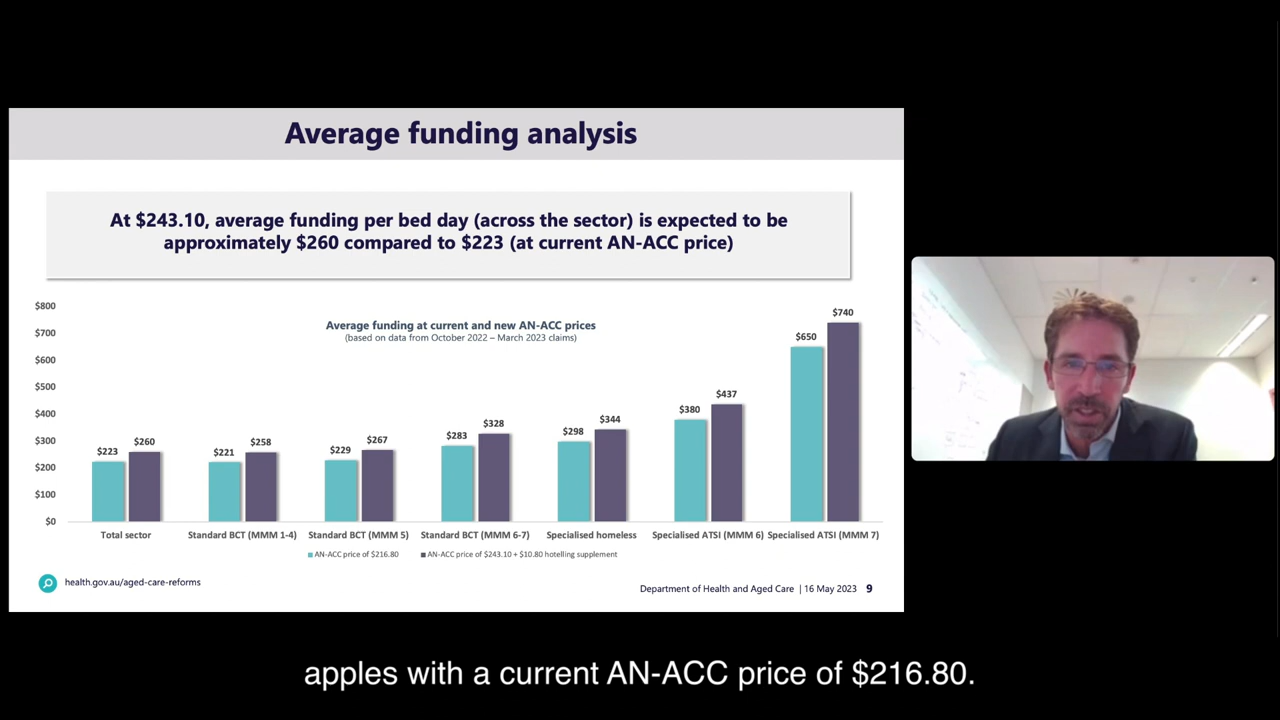 Average funding analysis
At $243.10, average funding per bed day (across the sector) is expected to be
approximately $260 compared to $223 (at current AN-ACC price)
Average funding at current and new AN-ACC prices
(based on data from October 2022 – March 2023 claims)
$800
$700
$600
$500
$400
$300
$200
$100
$0
$223
$260
$221
$258
$229
$267
$283
$328
$298
$344
$380
$437
$650
$740
Total sector
Standard BCT (MMM 1-4)
Standard BCT (MMM 5)
Standard BCT (MMM 6-7)
Specialised homeless
Specialised ATSI (MMM 6)
Specialised ATSI (MMM 7)
AN-ACC price of $216.80
AN-ACC price of $243.10 + $10.80 hotelling supplement
health.gov.au/aged-care-reforms
Department of Health and Aged Care | 16 May 2023 9
apples with a current AN-ACC price of $216.80.